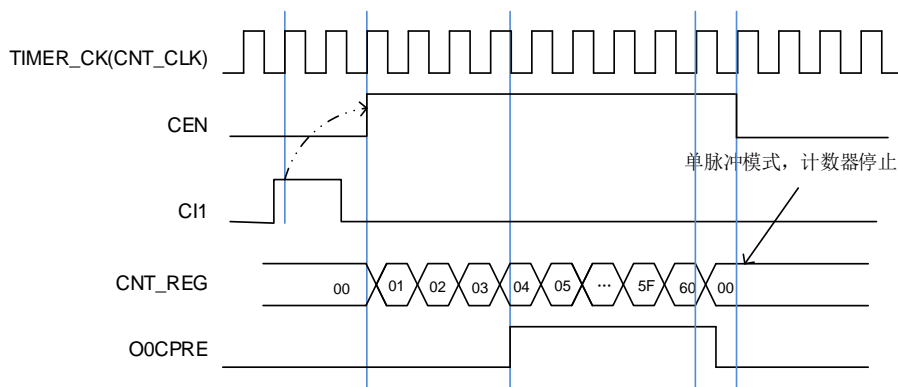 TIMER_CK(CNT_CLK)
CEN
单脉冲模式，计数器停止
CI1
CNT_REG 00 01 02 03 04 05 ... 5F 60 00
O0CPRE